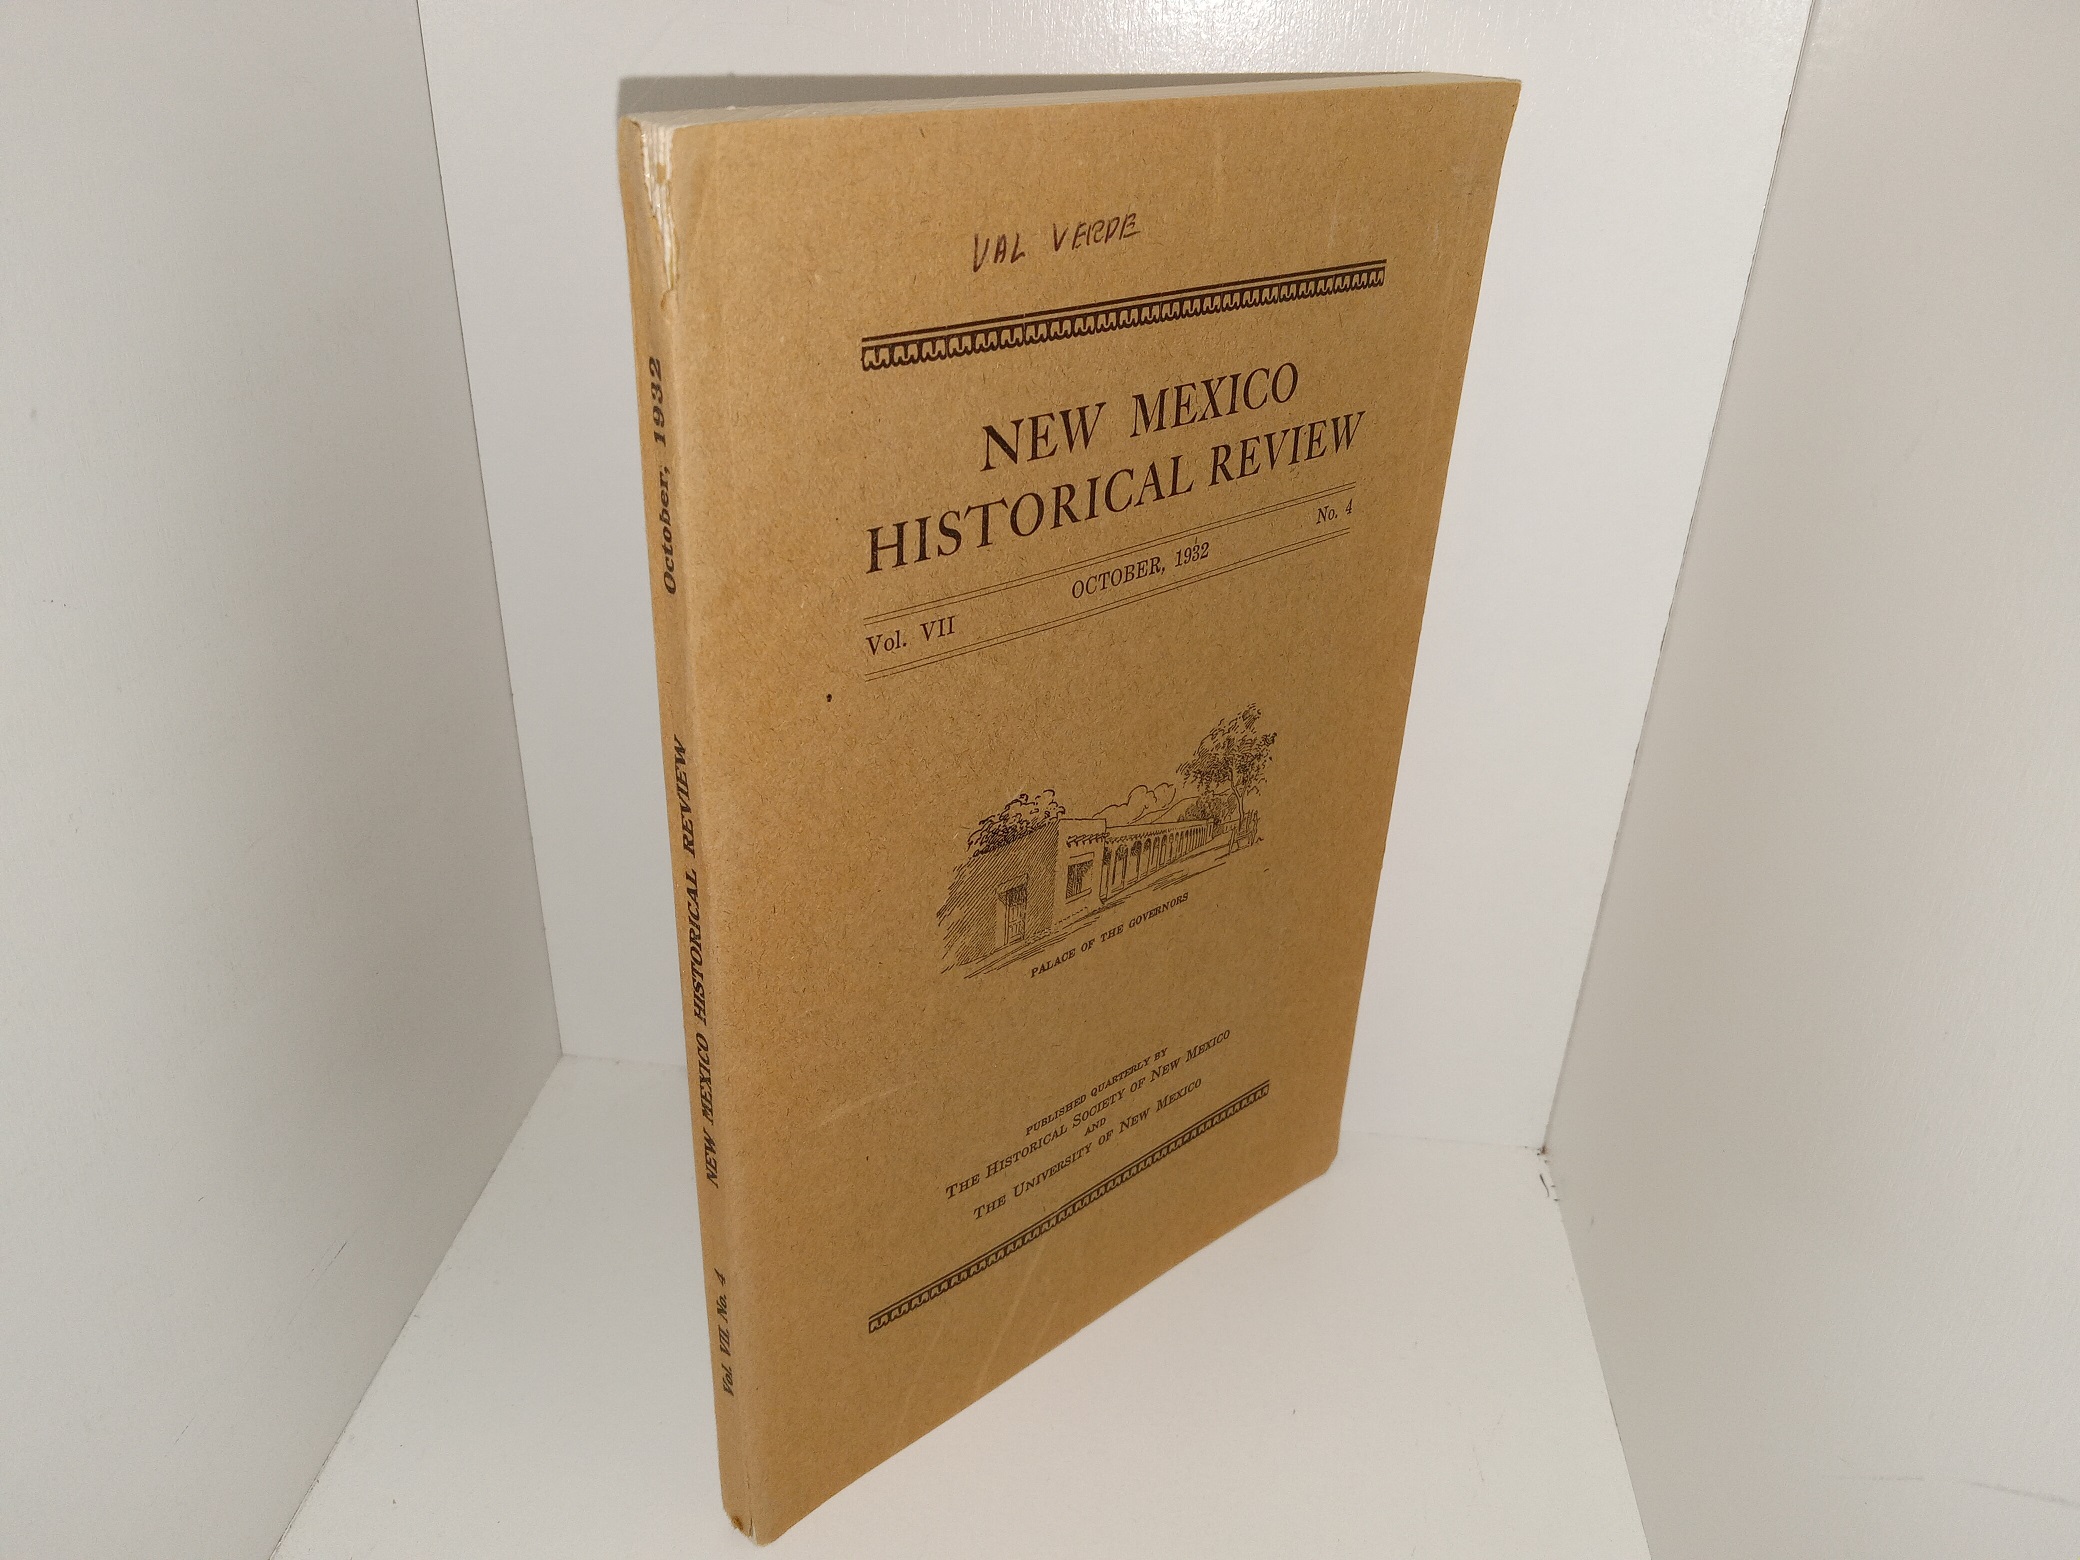 VAL VERDE
NEW MEXICO
HISTORICAL REVIEW
Vol. VII OCTOBER, 1932 No. 4
PALACE OF THE GOVERNORS
PUBLISHED QUARTERLY BY
THE HISTORICAL SOCIETY OF NEW MEXICO
AND
THE UNIVERSITY OF NEW MEXICO
Vol. VII No. 4 NEW MEXICO HISTORICAL REVIEW October, 1932